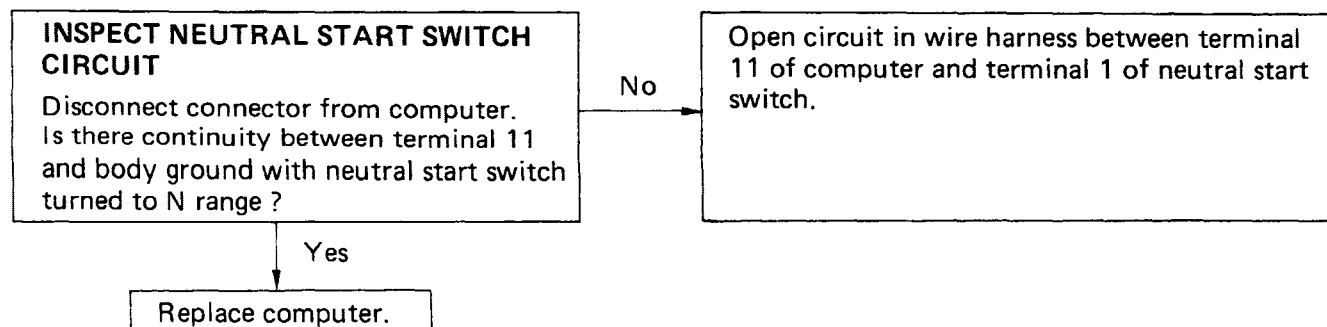 INSPECT NEUTRAL START SWITCH
CIRCUIT
Disconnect connector from computer.
Is there continuity between terminal 11
and body ground with neutral start switch
turned to N range ?
No
Open circuit in wire harness between terminal
11 of computer and terminal 1 of neutral start
switch.
Yes
Replace computer.